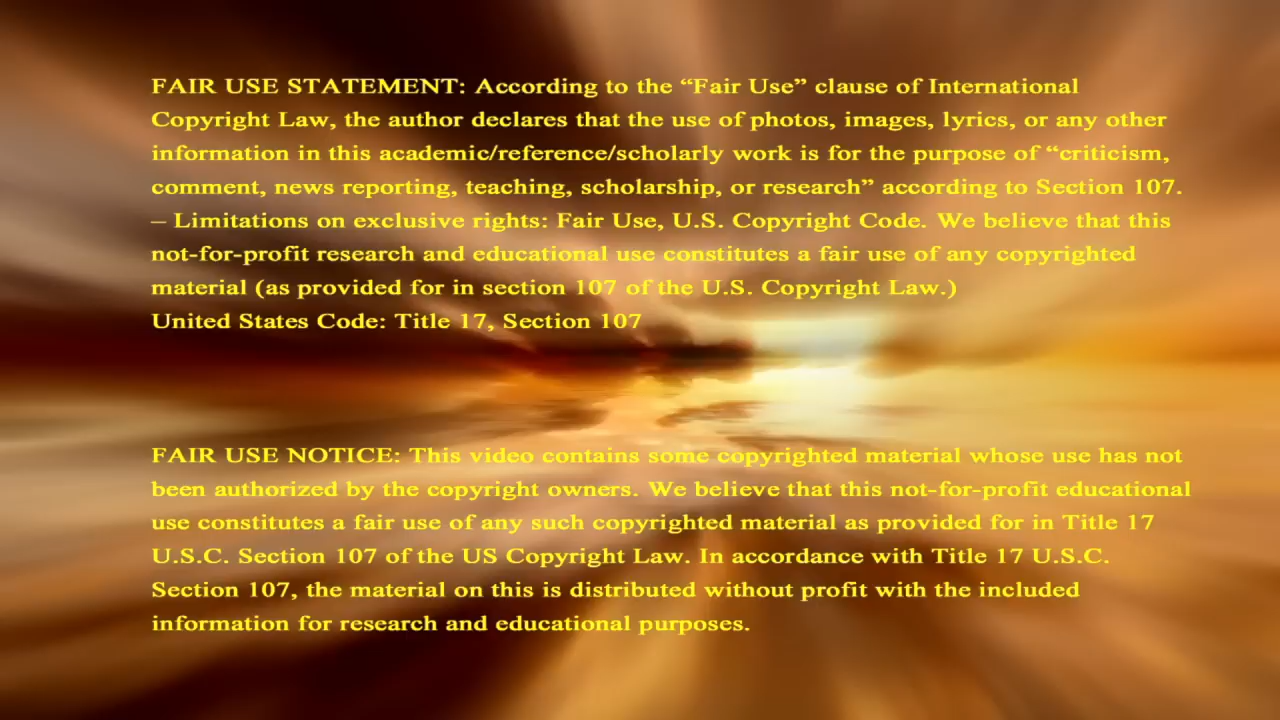 FAIR USE STATEMENT: According to the “Fair Use” clause of International
Copyright Law, the author declares that the use of photos, images, lyrics, or any other
information in this academic/reference/scholarly work is for the purpose of “criticism,
comment, news reporting, teaching, scholarship, or research” according to Section 107.
– Limitations on exclusive rights: Fair Use, U.S. Copyright Code. We believe that this
not-for-profit research and educational use constitutes a fair use of any copyrighted
material (as provided for in section 107 of the U.S. Copyright Law.)
United States Code: Title 17, Section 107
FAIR USE NOTICE: This video contains some copyrighted material whose use has not
been authorized by the copyright owners. We believe that this not-for-profit educational
use constitutes a fair use of any such copyrighted material as provided for in Title 17
U.S.C. Section 107 of the US Copyright Law. In accordance with Title 17 U.S.C.
Section 107, the material on this is distributed without profit with the included
information for research and educational purposes.